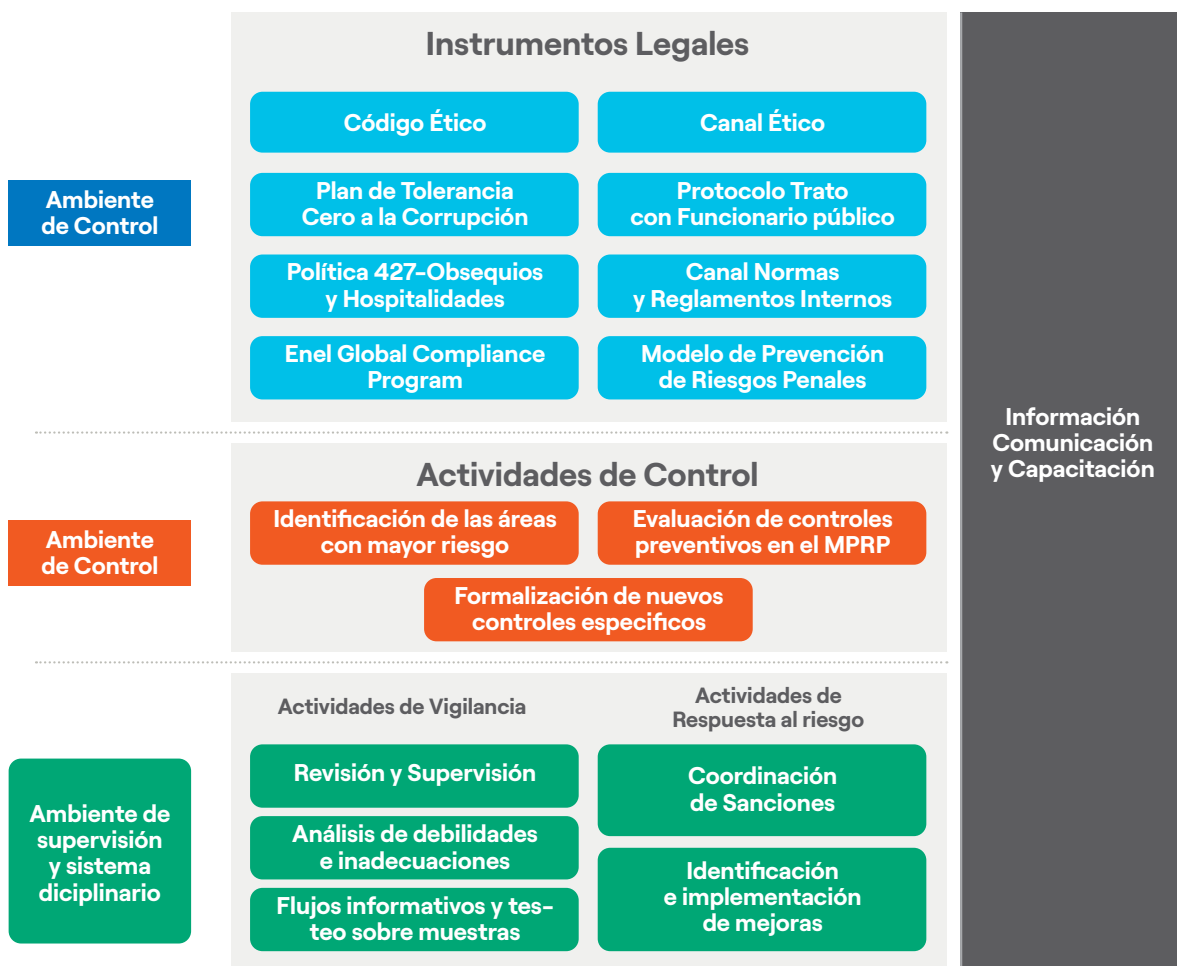 Instrumentos Legales
Código Ético
Canal Ético
Ambiente
de Control
Plan de Tolerancia
Cero a la Corrupción
Protocolo Trato
con Funcionario público
Política 427-Obsequios
y Hospitalidades
Canal Normas
y Reglamentos Internos
Enel Global Compliance
Program
Modelo de Prevención
de Riesgos Penales
Información
Comunicación
y Capacitación
Actividades de Control
Ambiente
de Control
Identificación de las áreas
con mayor riesgo
Evaluación de controles
preventivos en el MPRP
Formalización de nuevos
controles especificos
Actividades de Vigilancia
Actividades de
Respuesta al riesgo
Ambiente de
supervisión
y sistema
diciplinario
Revisión y Supervisión
Análisis de debilidades
e inadecuaciones
Flujos informativos y tes-
teo sobre muestras
Coordinación
de Sanciones
Identificación
e implementación
de mejoras